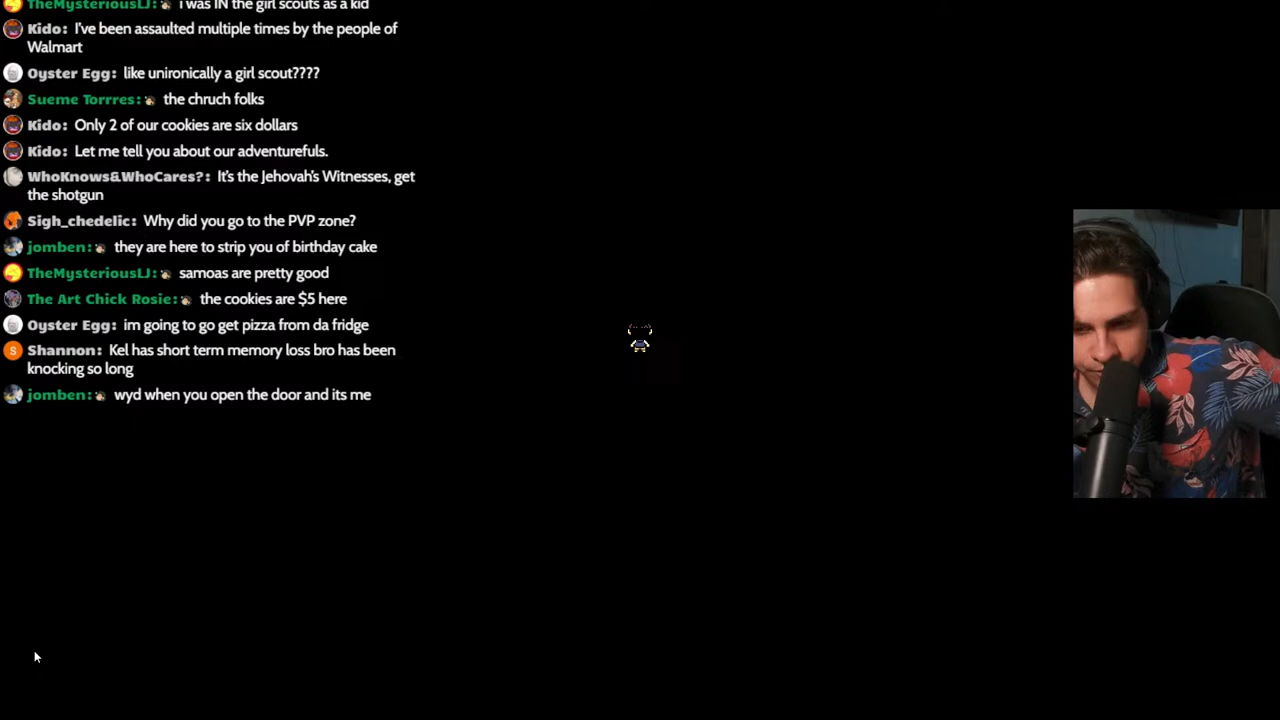 TheMysteriousLJ: i was IN the girl scouts as a kid
Kido: I've been assaulted multiple times by the people of
Walmart
Oyster Egg: like unironically a girl scout????
Sueme Torrres: the chruch folks
Kido: Only 2 of our cookies are six dollars
Kido: Let me tell you about our adventurefuls.
WhoKnows&WhoCares?: It's the Jehovah's Witnesses, get
the shotgun
Sigh_chedelic: Why did you go to the PVP zone?
jomben: they are here to strip you of birthday cake
TheMysteriousLJ: samoas are pretty good
The Art Chick Rosie: the cookies are $5 here
Oyster Egg: im going to go get pizza from da fridge
S Shannon: Kel has short term memory loss bro has been
knocking so long
jomben: wyd when you open the door and its me